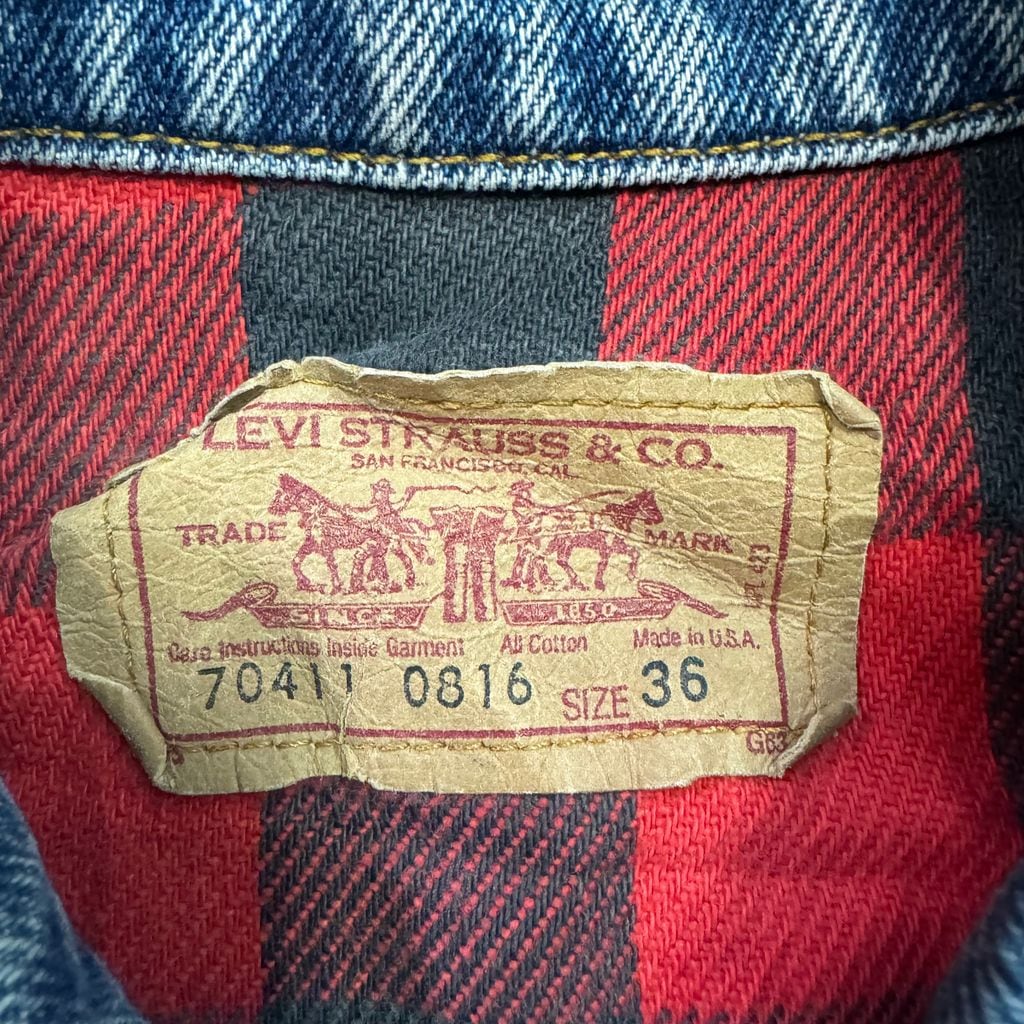 LEVI STRAUSS & CO.
SAN FRANCISCO, CAL.
TRADE MARK
SINCE 1850
Care Instructions Inside Garment All Cotton Made in U.S.A.
70411 0816 SIZE 36